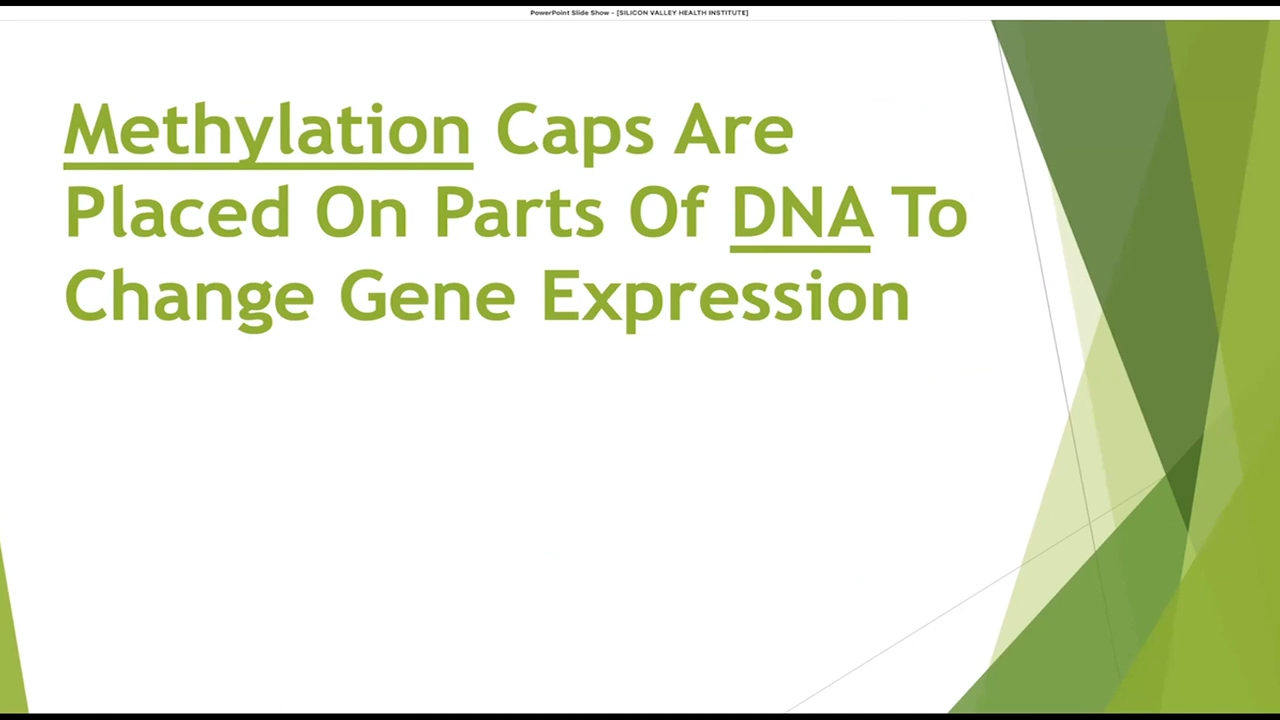 PowerPoint Slide Show - [SILICON VALLEY HEALTH INSTITUTE]
Methylation Caps Are
Placed On Parts Of DNA To
Change Gene Expression